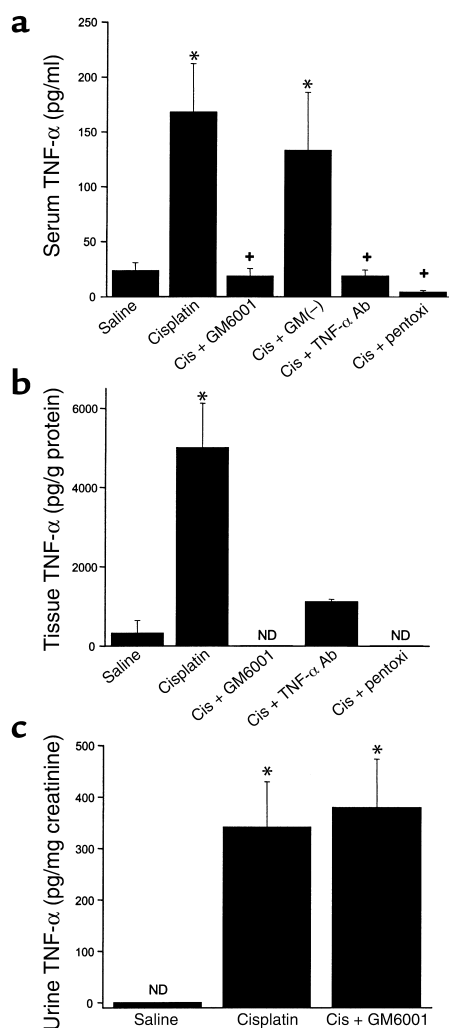 a
Serum TNF-α (pg/ml)
250
200
150
100
50
0
*
+
*
+
+
Saline
Cisplatin
Cis + GM6001
Cis + GM(–)
Cis + TNF-α Ab
Cis + pentoxi
b
Tissue TNF-α (pg/g protein)
6000
4000
2000
0
*
ND
ND
Saline
Cisplatin
Cis + GM6001
Cis + TNF-α Ab
Cis + pentoxi
c
Urine TNF-α (pg/mg creatinine)
500
400
300
200
100
0
ND
*
*
Saline
Cisplatin
Cis + GM6001